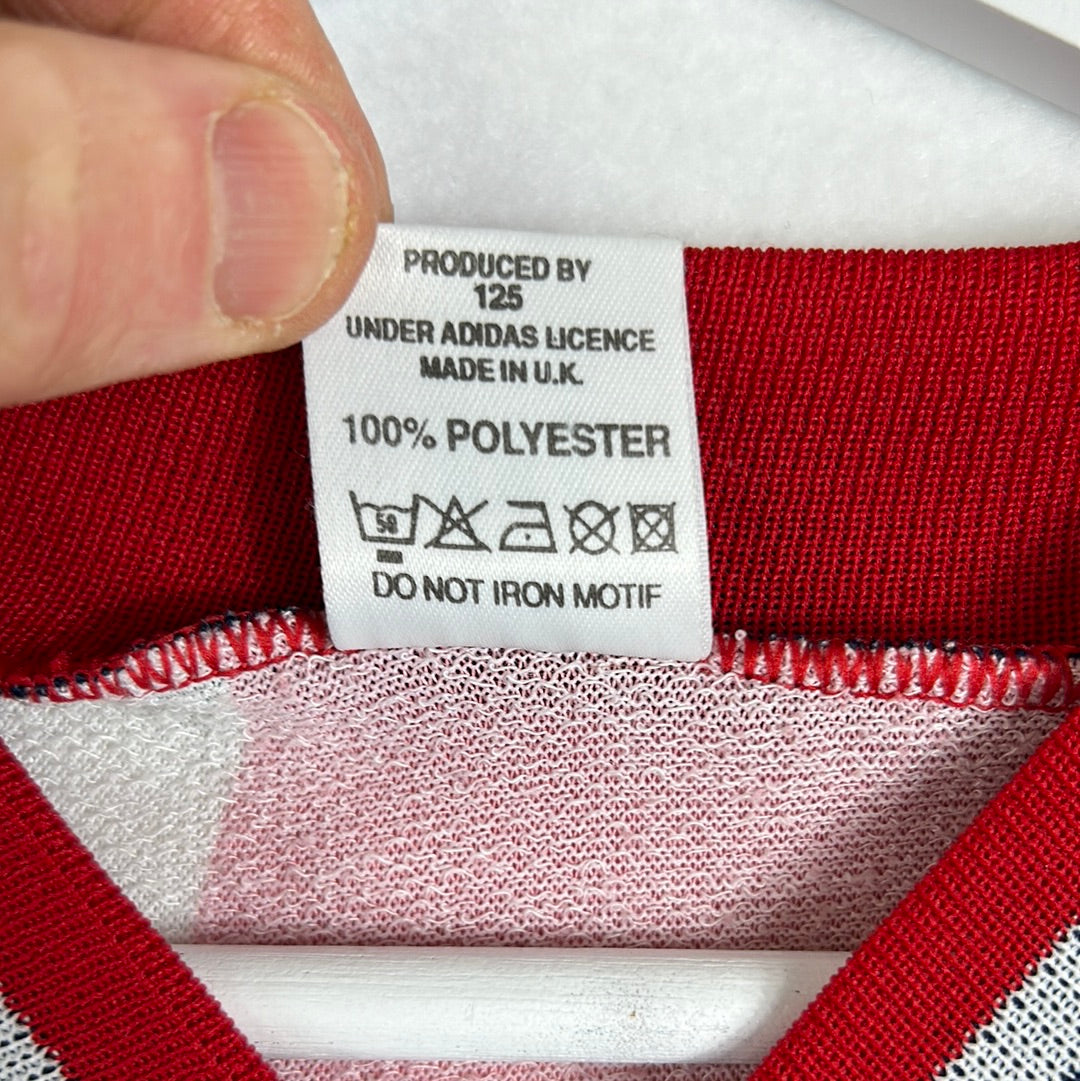 PRODUCED BY
125
UNDER ADIDAS LICENCE
MADE IN U.K.
100% POLYESTER
50
DO NOT IRON MOTIF